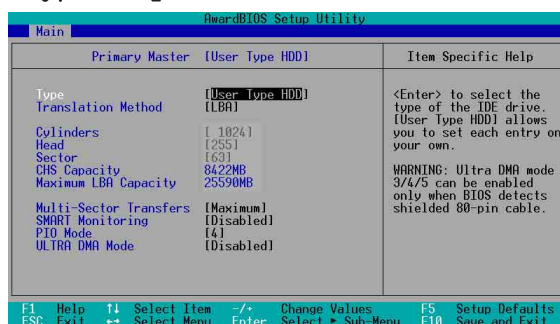 AwardBIOS Setup Utility
Main
Primary Master [User Type HDD]
Item Specific Help
Type [User Type HDD]
Translation Method [LBA]
Cylinders [ 1024]
Head [255]
Sector [63]
CHS Capacity 8422MB
Maximum LBA Capacity 25590MB
Multi-Sector Transfers [Maximum]
SMART Monitoring [Disabled]
PIO Mode [4]
ULTRA DMA Mode [Disabled]
<Enter> to select the
type of the IDE drive.
[User Type HDD] allows
you to set each entry on
your own.
WARNING: Ultra DMA mode
3/4/5 can be enabled
only when BIOS detects
shielded 80-pin cable.
F1 Help ↑↓ Select Item -/+ Change Values F5 Setup Defaults
ESC Exit ↔ Select Menu Enter Select ► Sub-Menu F10 Save and Exit